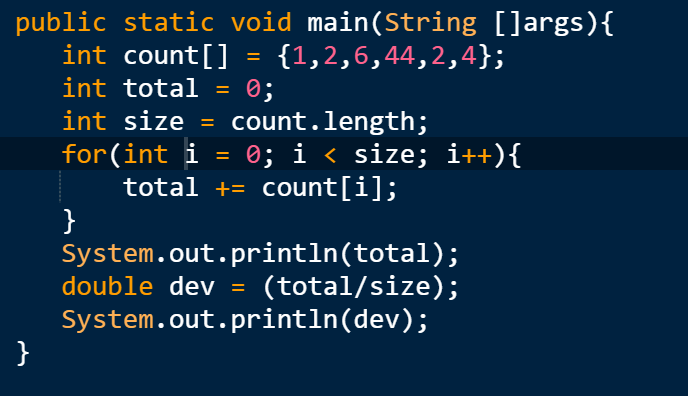 public static void main(String []args){
int count[] = {1,2,6,44,2,4};
int total = 0;
int size = count.length;
for(int i = 0; i < size; i++){
total += count[i];
}
System.out.println(total);
double dev = (total/size);
System.out.println(dev);
}